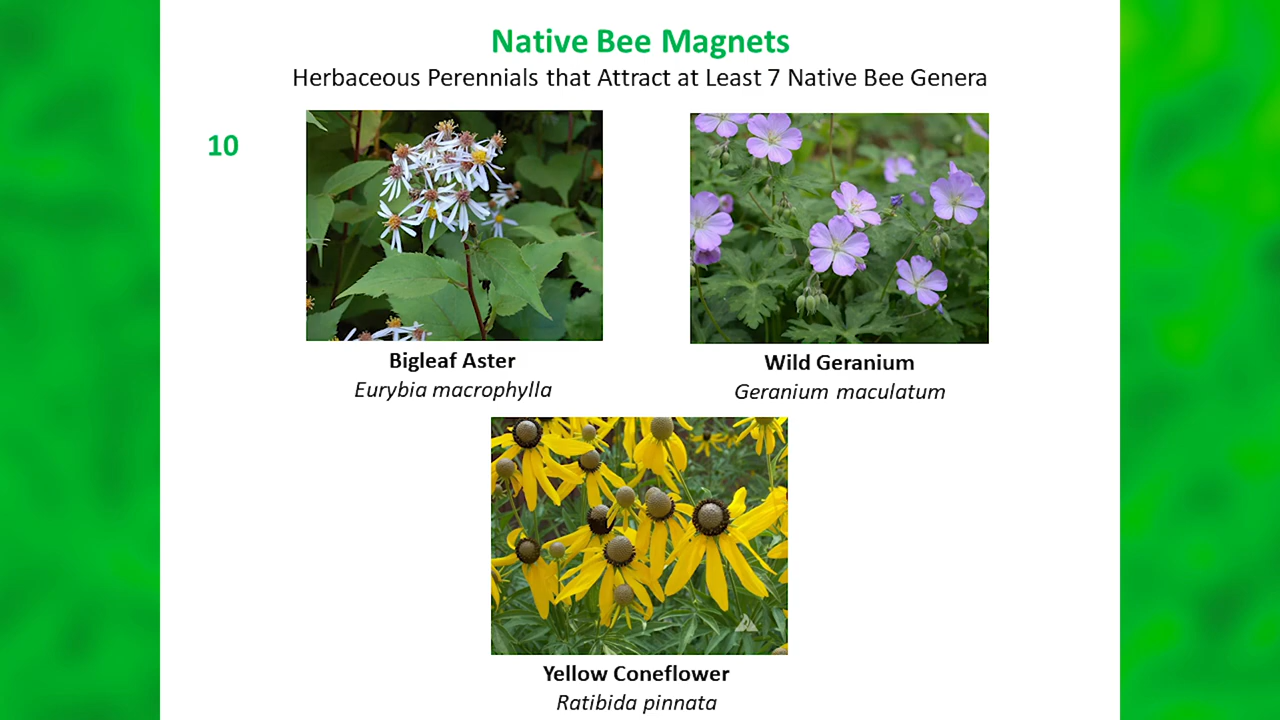 Native Bee Magnets
Herbaceous Perennials that Attract at Least 7 Native Bee Genera
10
Bigleaf Aster
Eurybia macrophylla
Wild Geranium
Geranium maculatum
Yellow Coneflower
Ratibida pinnata